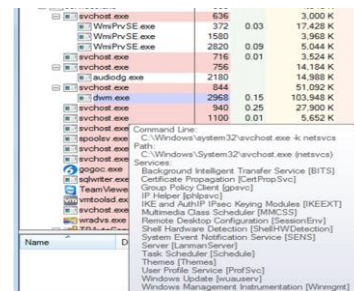 svchost.exe 636 3,000 K
WmiPrvSE.exe 372 0.03 17,428 K
WmiPrvSE.exe 1580 3,968 K
WmiPrvSE.exe 2820 0.09 5,044 K
svchost.exe 716 0.01 3,524 K
svchost.exe 756 14,184 K
audiodg.exe 2180 14,988 K
svchost.exe 844 51,092 K
dwm.exe 2968 0.15 103,948 K
svchost.exe 940 0.25 27,900 K
svchost.exe 1100 0.01 5,652 K
svchost.exe
spoolsv.exe
svchost.exe
svchost.exe
gogoc.exe
sqlwriter.exe
TeamViewe
vmtoolsd.e
svchost.exe
wradvs.exe
Command Line:
C:\Windows\system32\svchost.exe -k netsvcs
Path:
C:\Windows\System32\svchost.exe (netsvcs)
Services:
Background Intelligent Transfer Service [BITS]
Certificate Propagation [CertPropSvc]
Group Policy Client [gpsvc]
IP Helper [iphlpsvc]
IKE and AuthIP IPsec Keying Modules [IKEEXT]
Multimedia Class Scheduler [MMCSS]
Remote Desktop Configuration [SessionEnv]
Shell Hardware Detection [ShellHWDetection]
System Event Notification Service [SENS]
Server [LanmanServer]
Task Scheduler [Schedule]
Themes [Themes]
User Profile Service [ProfSvc]
Windows Update [wuauserv]
Windows Management Instrumentation [Winmgmt]
Name D